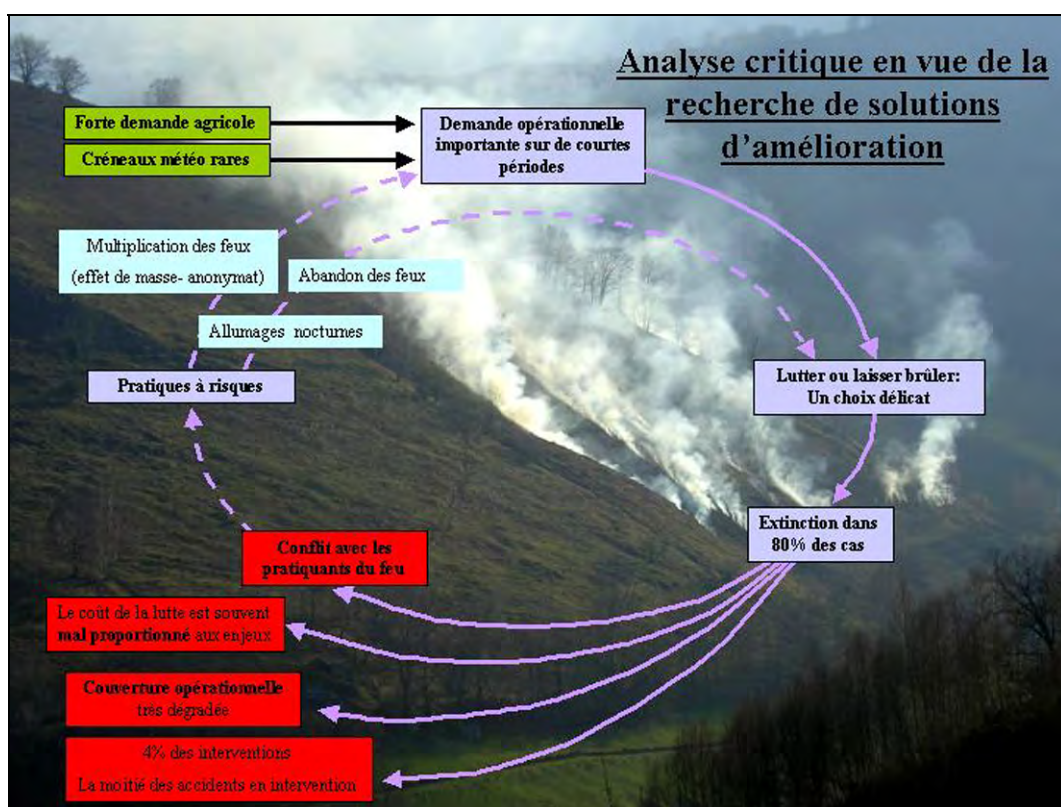 Analyse critique en vue de la
recherche de solutions
d’amélioration
Forte demande agricole
Créneaux météo rares
Demande opérationnelle
importante sur de courtes
périodes
Multiplication des feux
(effet de masse- anonymat)
Abandon des feux
Allumages nocturnes
Pratiques à risques
Lutter ou laisser brûler:
Un choix délicat
Extinction dans
80% des cas
Conflit avec les
pratiquants du feu
Le coût de la lutte est souvent
mal proportionné aux enjeux
Couverture opérationnelle
très dégradée
4% des interventions
La moitié des accidents en intervention